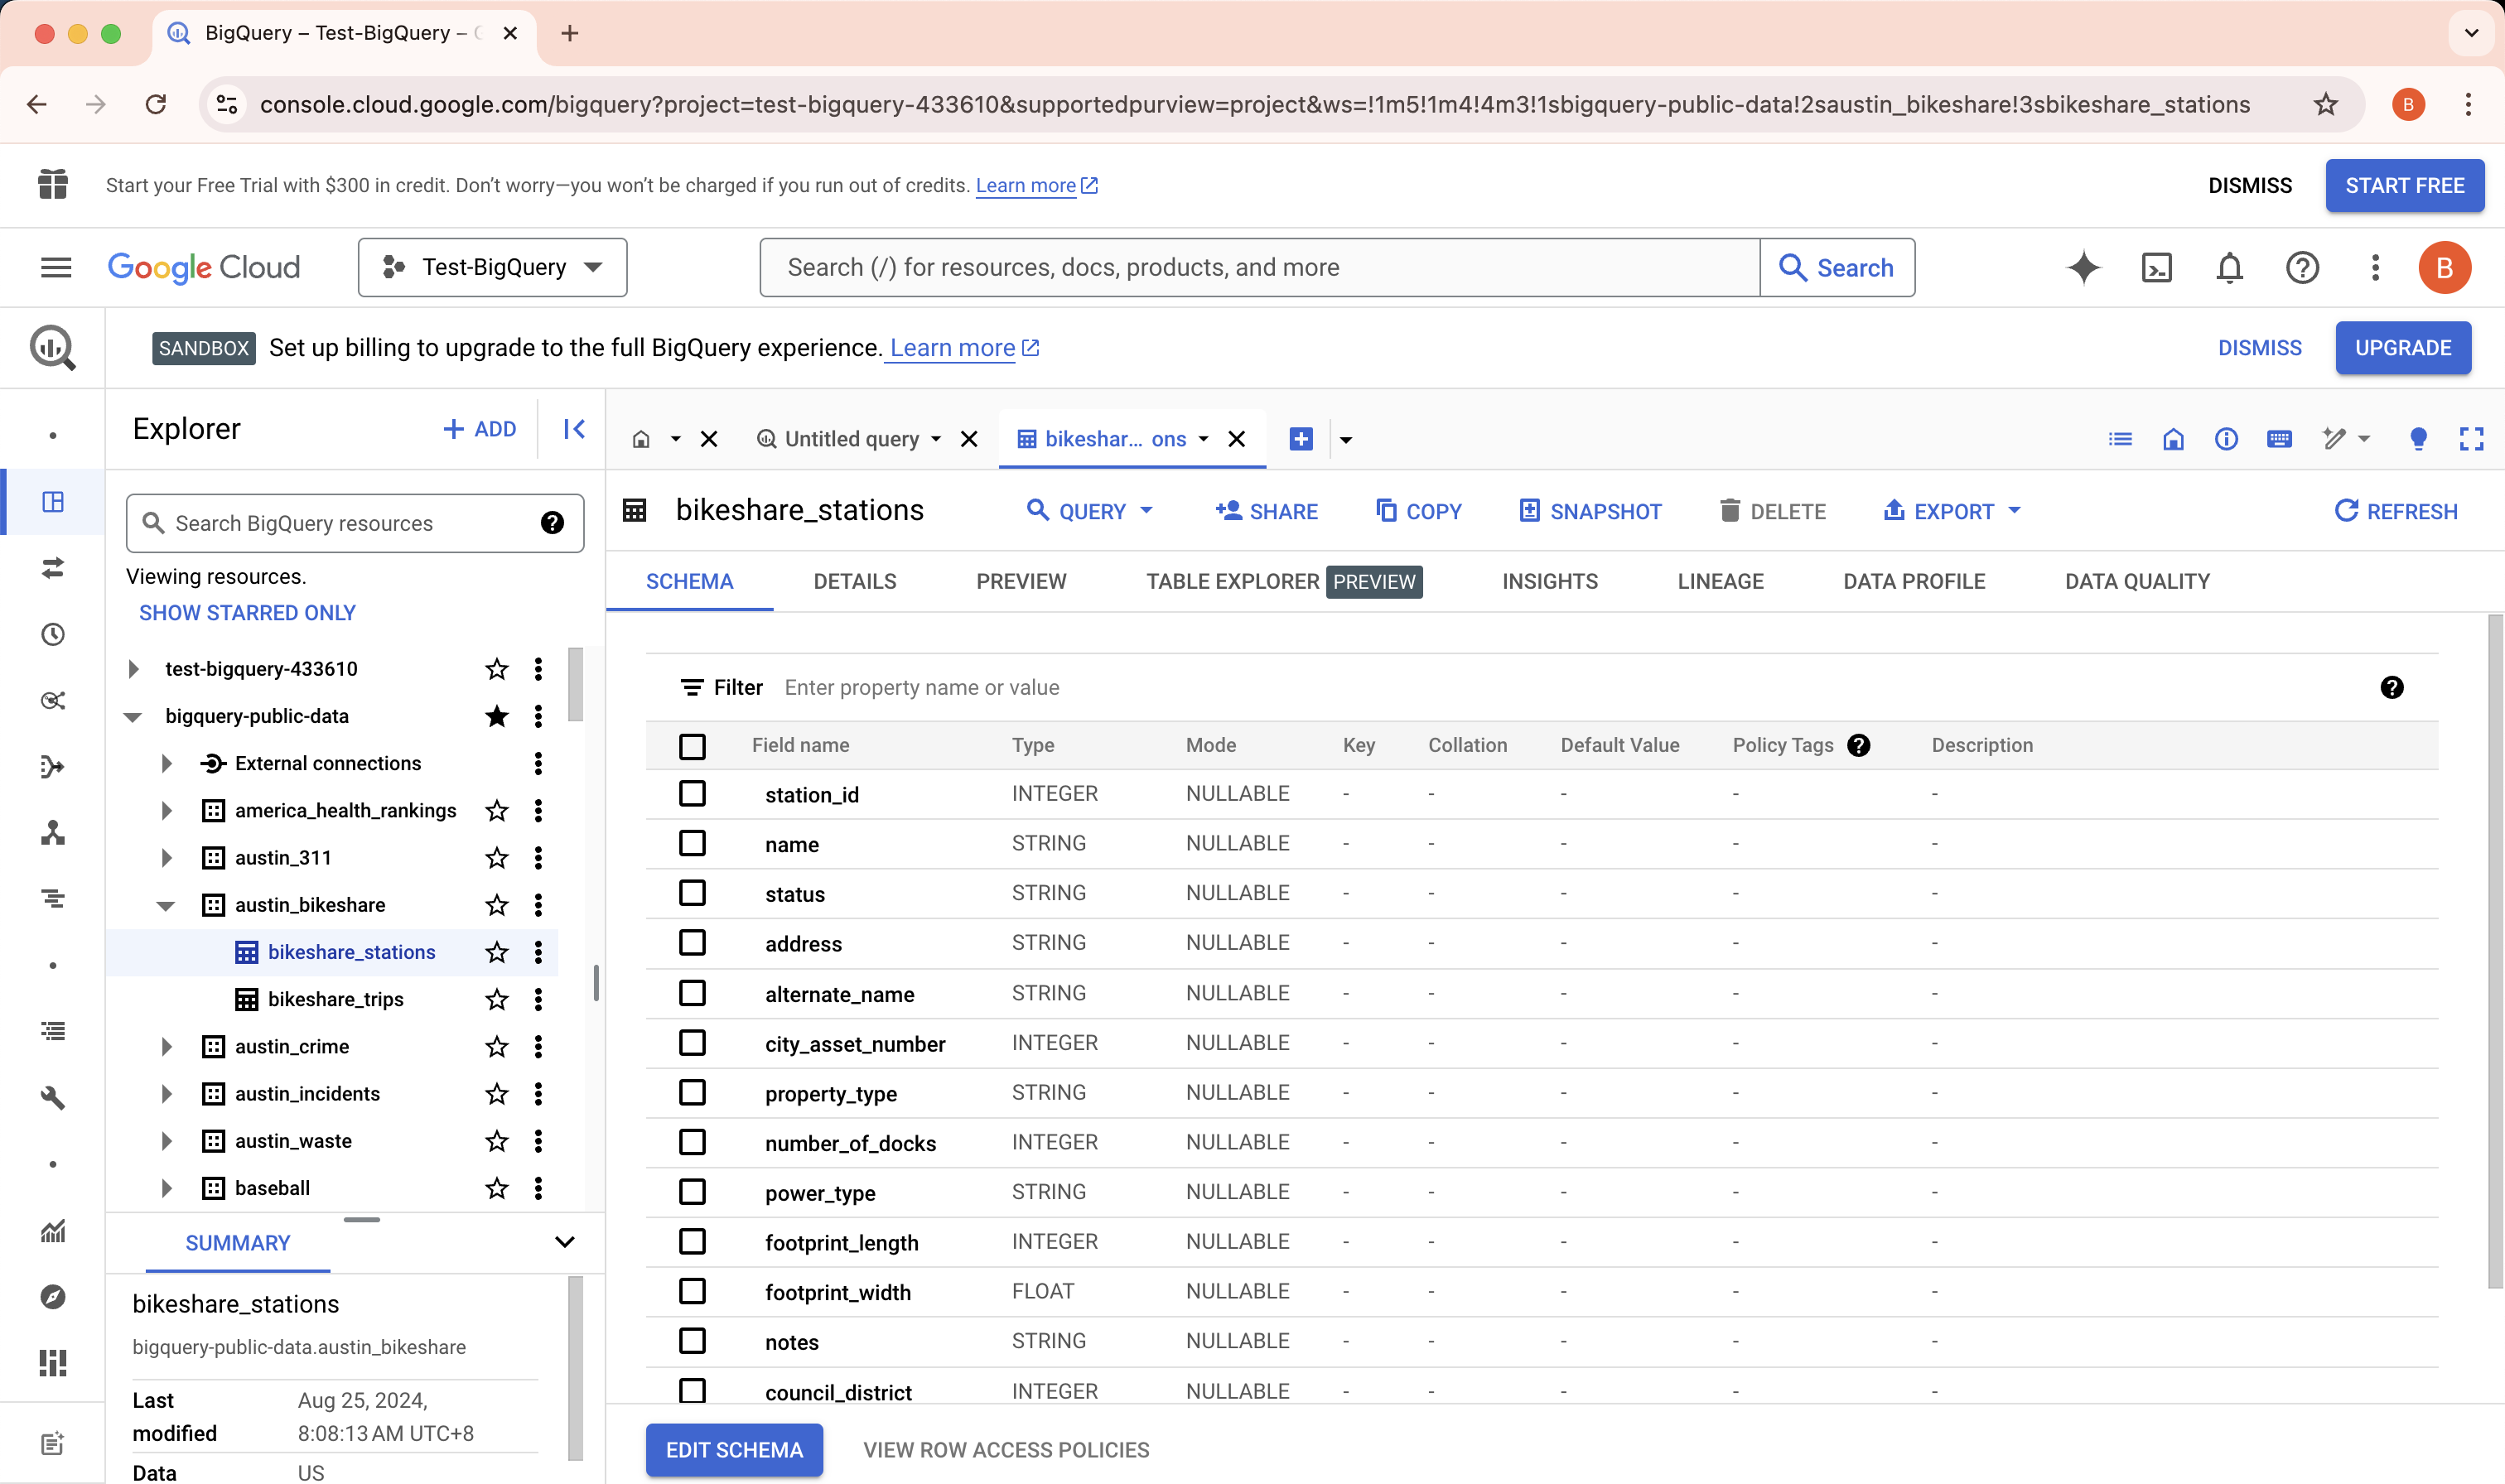 BigQuery – Test-BigQuery –
console.cloud.google.com/bigquery?project=test-bigquery-433610&supportedpurview=project&ws=!1m5!1m4!4m3!1sbigquery-public-data!2saustin_bikeshare!3sbikeshare_stations
B
Start your Free Trial with $300 in credit. Don't worry—you won't be charged if you run out of credits. Learn more
DISMISS
START FREE
Google Cloud
Test-BigQuery
Search (/) for resources, docs, products, and more
Search
B
SANDBOX Set up billing to upgrade to the full BigQuery experience. Learn more
DISMISS
UPGRADE
Explorer
+ ADD
Untitled query
bikeshar... ons
Search BigQuery resources
Viewing resources.
SHOW STARRED ONLY
test-bigquery-433610
bigquery-public-data
External connections
america_health_rankings
austin_311
austin_bikeshare
bikeshare_stations
bikeshare_trips
austin_crime
austin_incidents
austin_waste
baseball
SUMMARY
bikeshare_stations
bigquery-public-data.austin_bikeshare
Last modified Aug 25, 2024, 8:08:13 AM UTC+8
Data US
bikeshare_stations
QUERY
SHARE
COPY
SNAPSHOT
DELETE
EXPORT
REFRESH
SCHEMA DETAILS PREVIEW TABLE EXPLORER PREVIEW INSIGHTS LINEAGE DATA PROFILE DATA QUALITY
Filter Enter property name or value
Field name Type Mode Key Collation Default Value Policy Tags Description
station_id INTEGER NULLABLE - - - - -
name STRING NULLABLE - - - - -
status STRING NULLABLE - - - - -
address STRING NULLABLE - - - - -
alternate_name STRING NULLABLE - - - - -
city_asset_number INTEGER NULLABLE - - - - -
property_type STRING NULLABLE - - - - -
number_of_docks INTEGER NULLABLE - - - - -
power_type STRING NULLABLE - - - - -
footprint_length INTEGER NULLABLE - - - - -
footprint_width FLOAT NULLABLE - - - - -
notes STRING NULLABLE - - - - -
council_district INTEGER NULLABLE - - - - -
EDIT SCHEMA
VIEW ROW ACCESS POLICIES